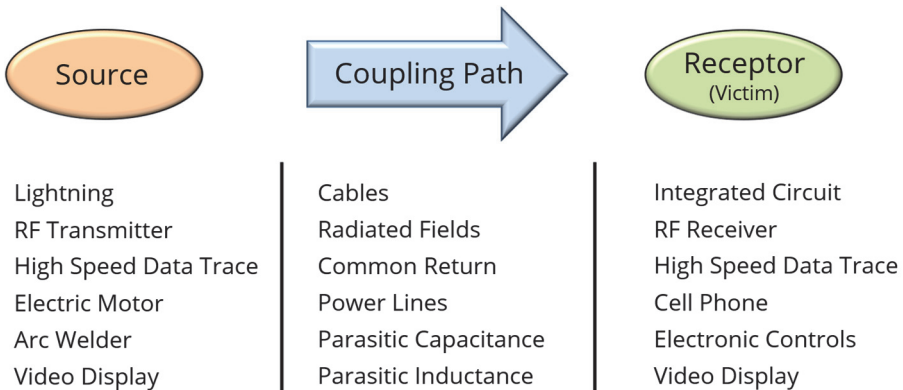 Source
Coupling Path
Receptor
(Victim)
Lightning
RF Transmitter
High Speed Data Trace
Electric Motor
Arc Welder
Video Display
Cables
Radiated Fields
Common Return
Power Lines
Parasitic Capacitance
Parasitic Inductance
Integrated Circuit
RF Receiver
High Speed Data Trace
Cell Phone
Electronic Controls
Video Display